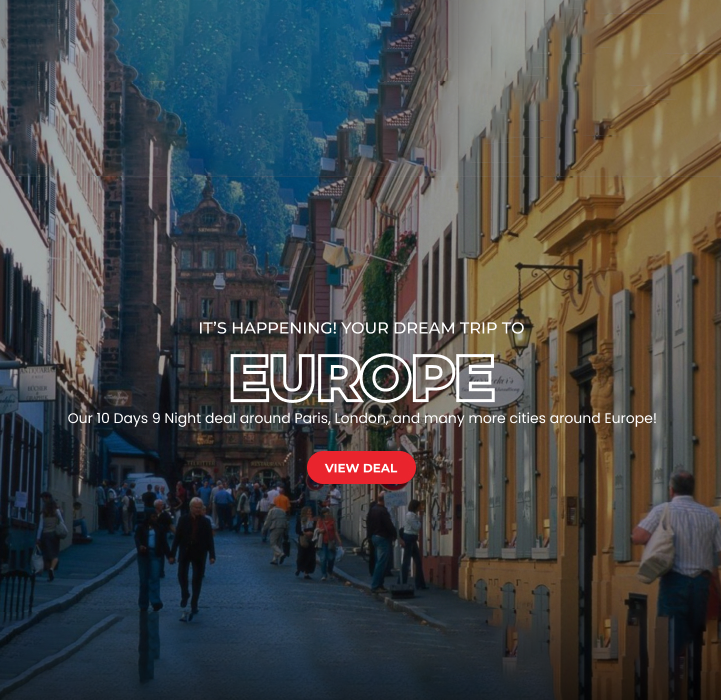 IT'S HAPPENING! YOUR DREAM TRIP TO
EUROPE
Our 10 Days 9 Night deal around Paris, London, and many more cities around Europe!
VIEW DEAL